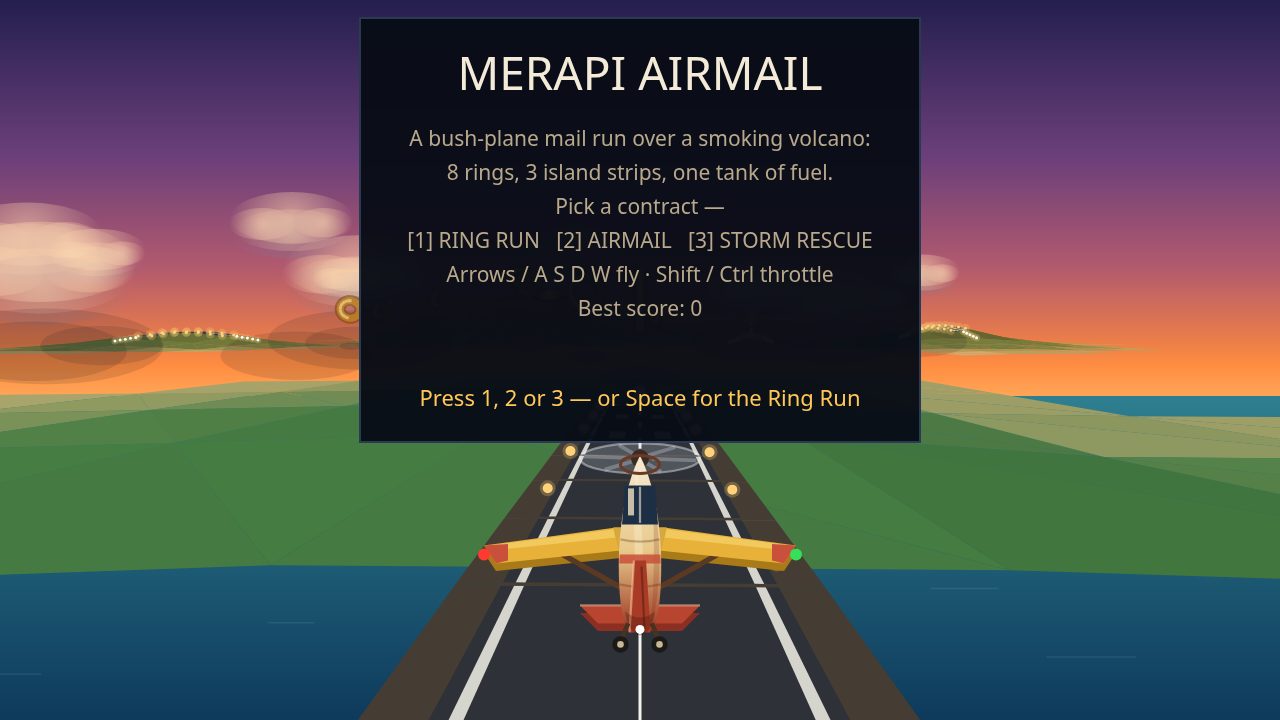 MERAPI AIRMAIL
A bush-plane mail run over a smoking volcano:
8 rings, 3 island strips, one tank of fuel.
Pick a contract —
[1] RING RUN   [2] AIRMAIL   [3] STORM RESCUE
Arrows / A S D W fly · Shift / Ctrl throttle
Best score: 0
Press 1, 2 or 3 — or Space for the Ring Run